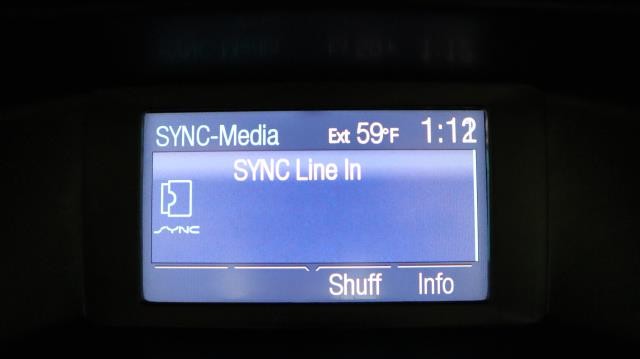 SYNC-Media Ext 59°F 1:12
SYNC Line In
SYNC
Shuff Info